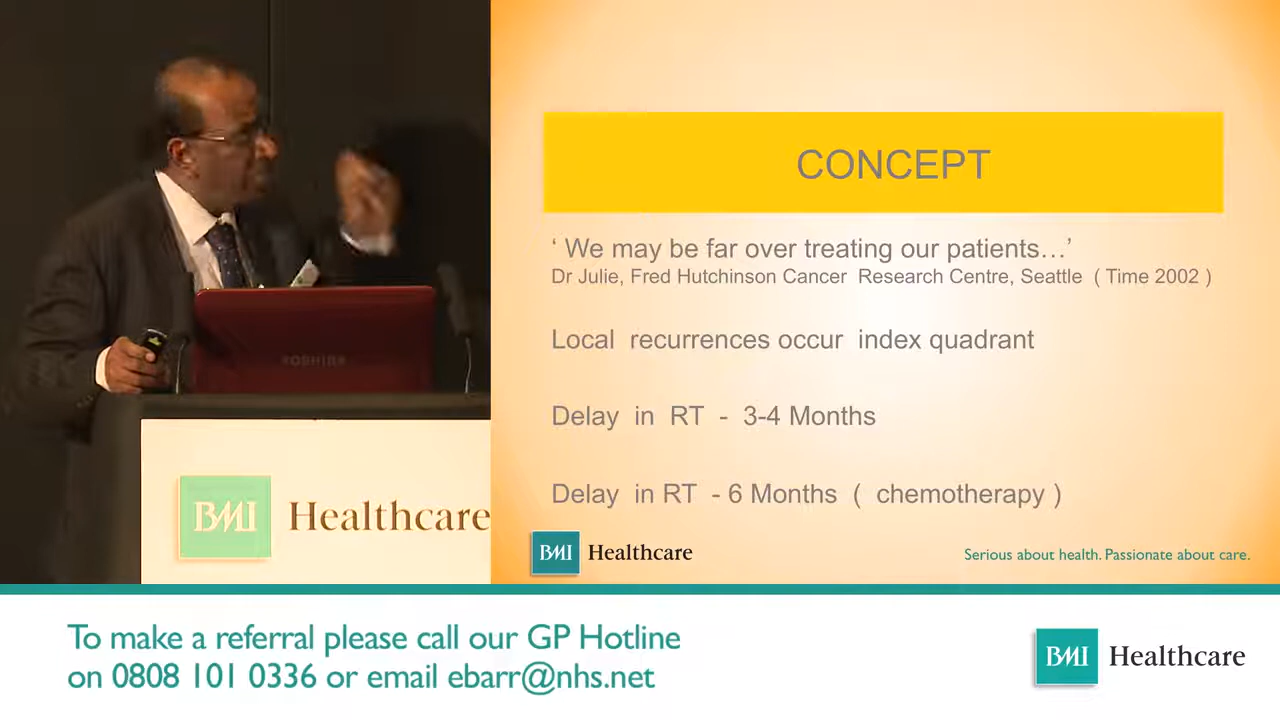 CONCEPT
‘ We may be far over treating our patients…’
Dr Julie, Fred Hutchinson Cancer Research Centre, Seattle ( Time 2002 )
Local recurrences occur index quadrant
Delay in RT - 3-4 Months
Delay in RT - 6 Months ( chemotherapy )
TOSHIBA
BMI Healthcare
BMI Healthcare
Serious about health. Passionate about care.
To make a referral please call our GP Hotline
on 0808 101 0336 or email ebarr@nhs.net
BMI Healthcare